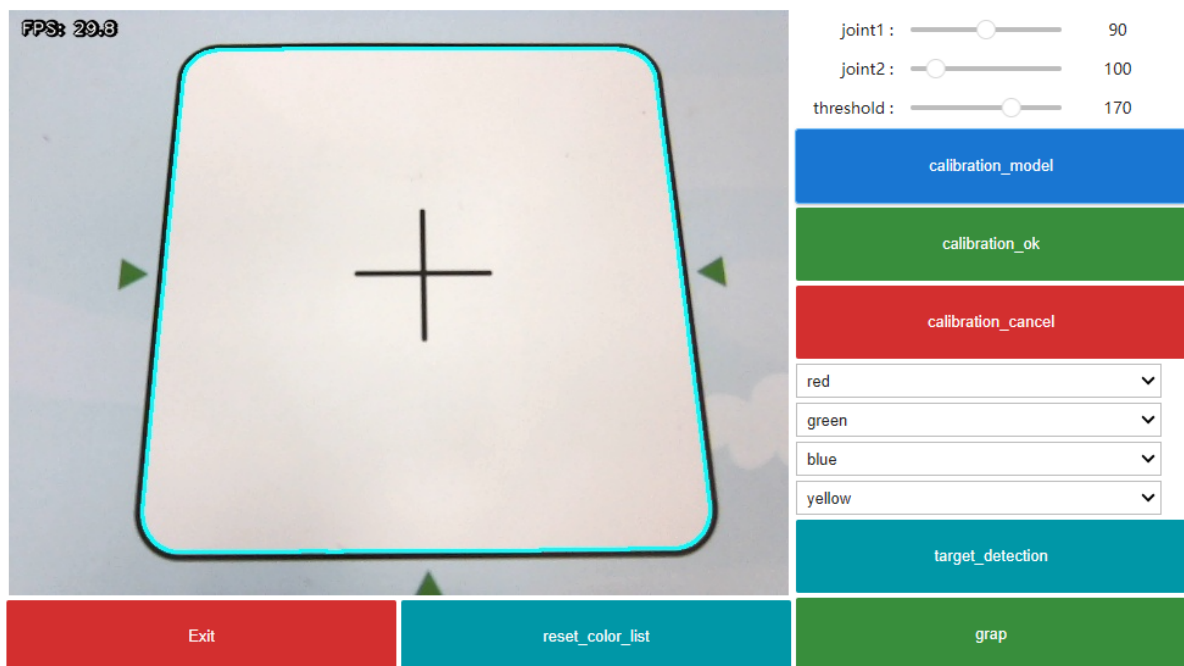 FPS: 29.8
joint1 : 90
joint2 : 100
threshold : 170
calibration_model
calibration_ok
calibration_cancel
red
green
blue
yellow
target_detection
Exit
reset_color_list
grap